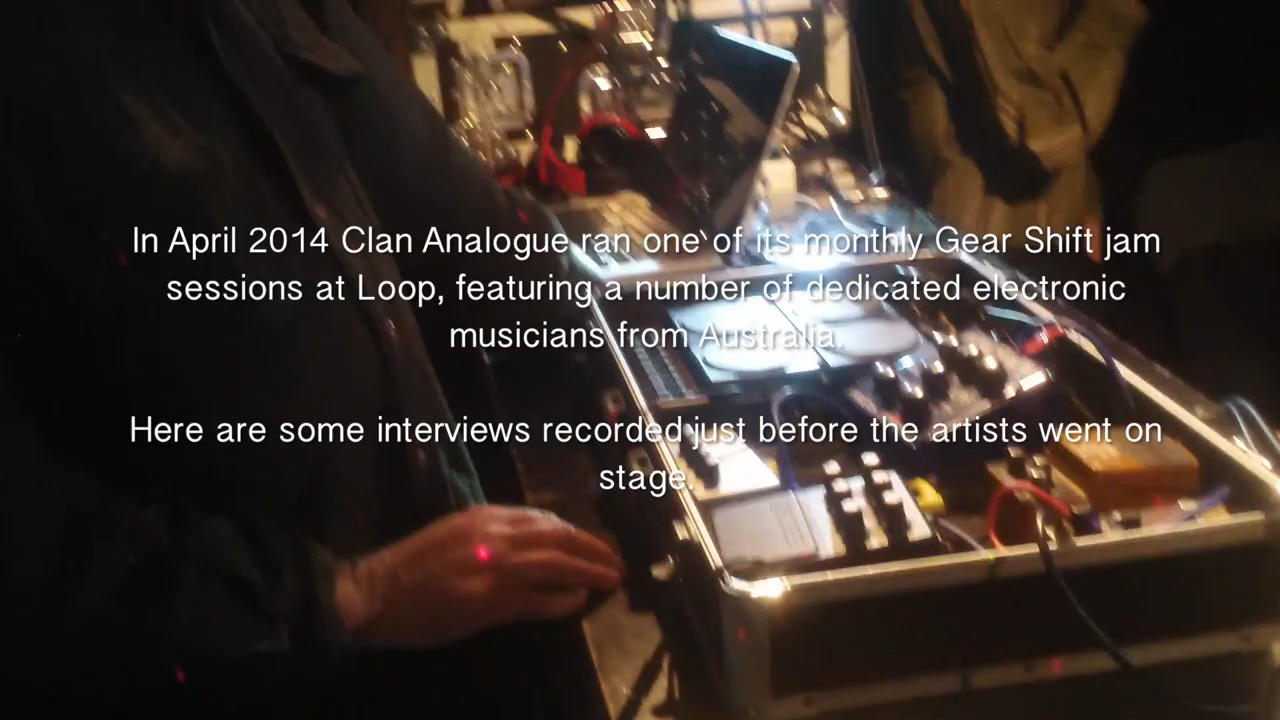 In April 2014 Clan Analogue ran one of its monthly Gear Shift jam
sessions at Loop, featuring a number of dedicated electronic
musicians from Australia.
Here are some interviews recorded just before the artists went on
stage.